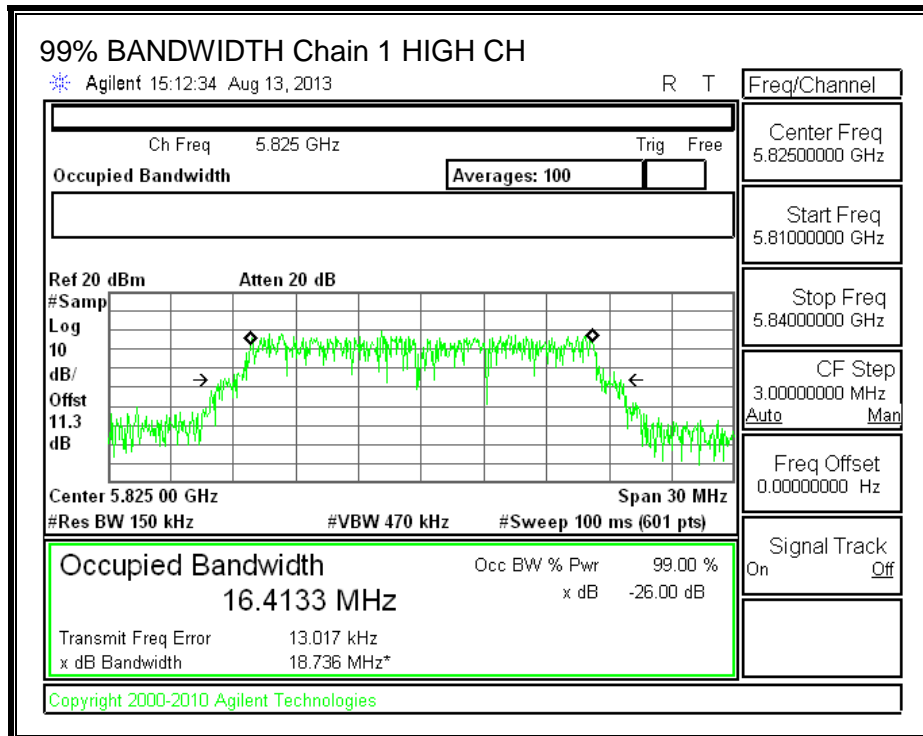 99% BANDWIDTH Chain 1 HIGH CH
Agilent 15:12:34 Aug 13, 2013 R T
Freq/Channel
Ch Freq 5.825 GHz Trig Free
Occupied Bandwidth Averages: 100
Center Freq
5.82500000 GHz
Start Freq
5.81000000 GHz
Stop Freq
5.84000000 GHz
CF Step
3.00000000 MHz
Auto Man
Freq Offset
0.00000000 Hz
Signal Track
On Off
Ref 20 dBm Atten 20 dB
#Samp
Log
10
dB/
Offst
11.3
dB
Center 5.825 00 GHz Span 30 MHz
#Res BW 150 kHz #VBW 470 kHz #Sweep 100 ms (601 pts)
Occupied Bandwidth Occ BW % Pwr 99.00 %
16.4133 MHz x dB -26.00 dB
Transmit Freq Error 13.017 kHz
x dB Bandwidth 18.736 MHz*
Copyright 2000-2010 Agilent Technologies